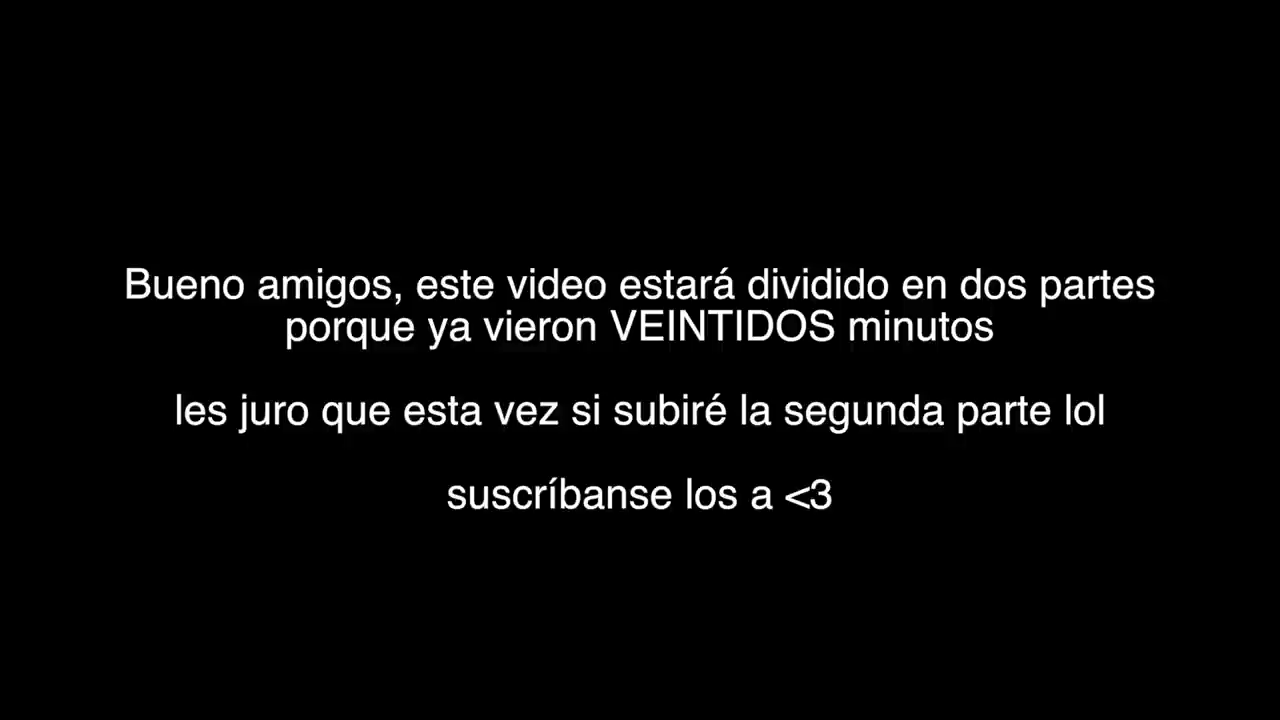 Bueno amigos, este video estará dividido en dos partes
porque ya vieron VEINTIDOS minutos
les juro que esta vez si subiré la segunda parte lol
suscríbanse los a <3